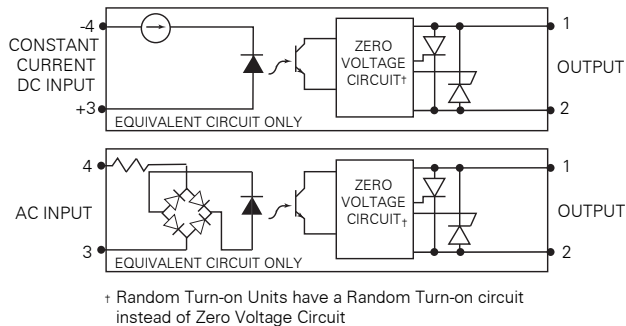 -4
CONSTANT
CURRENT
DC INPUT
+3
ZERO
VOLTAGE
CIRCUIT†
1
OUTPUT
2
EQUIVALENT CIRCUIT ONLY
4
AC INPUT
3
ZERO
VOLTAGE
CIRCUIT†
1
OUTPUT
2
EQUIVALENT CIRCUIT ONLY
† Random Turn-on Units have a Random Turn-on circuit
instead of Zero Voltage Circuit